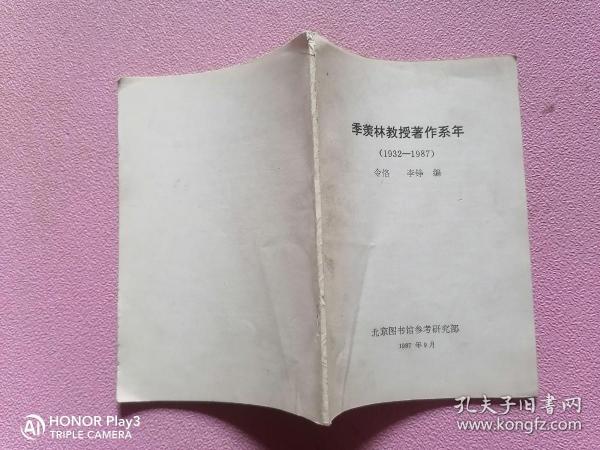 季羡林教授著作系年
(1932—1987)
令恪 李铮 编
北京图书馆参考研究部
1987年9月
HONOR Play3
TRIPLE CAMERA
孔夫子旧书网
www.kongfz.com